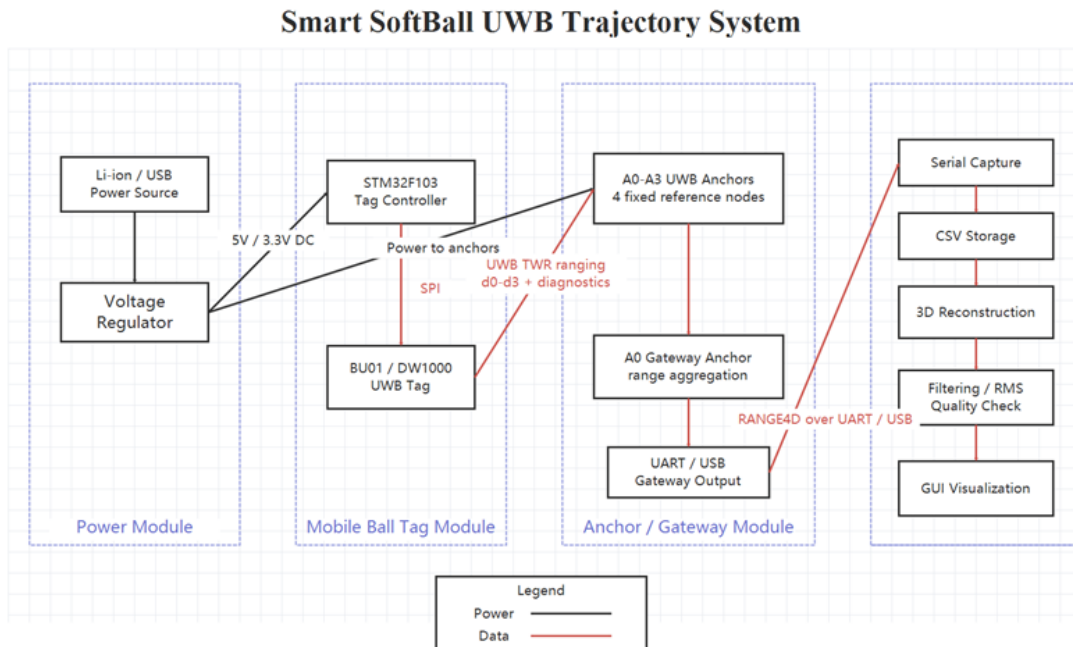 Smart SoftBall UWB Trajectory System
Li-ion / USB
Power Source
Voltage
Regulator
5V / 3.3V DC
Power Module
STM32F103
Tag Controller
Power to anchors
SPI
BU01 / DW1000
UWB Tag
UWB TWR ranging
d0-d3 + diagnostics
Mobile Ball Tag Module
A0-A3 UWB Anchors
4 fixed reference nodes
A0 Gateway Anchor
range aggregation
UART / USB
Gateway Output
RANGE4D over UART / USB
Anchor / Gateway Module
Serial Capture
CSV Storage
3D Reconstruction
Filtering / RMS
Quality Check
GUI Visualization
Legend
Power
Data